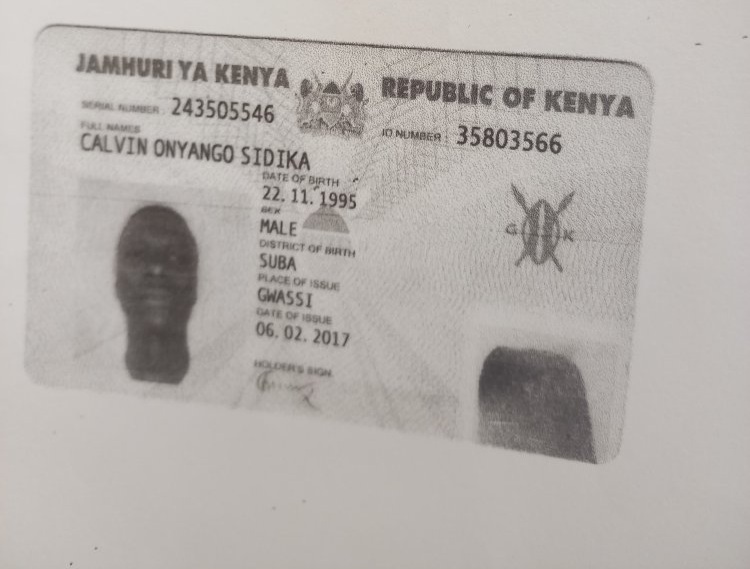 JAMHURI YA KENYA
REPUBLIC OF KENYA
SERIAL NUMBER: 243505546
ID NUMBER: 35803566
FULL NAMES
CALVIN ONYANGO SIDIKA
DATE OF BIRTH
22. 11. 1995
SEX
MALE
DISTRICT OF BIRTH
SUBA
PLACE OF ISSUE
GWASSI
DATE OF ISSUE
06. 02. 2017
HOLDER'S SIGN.
G K